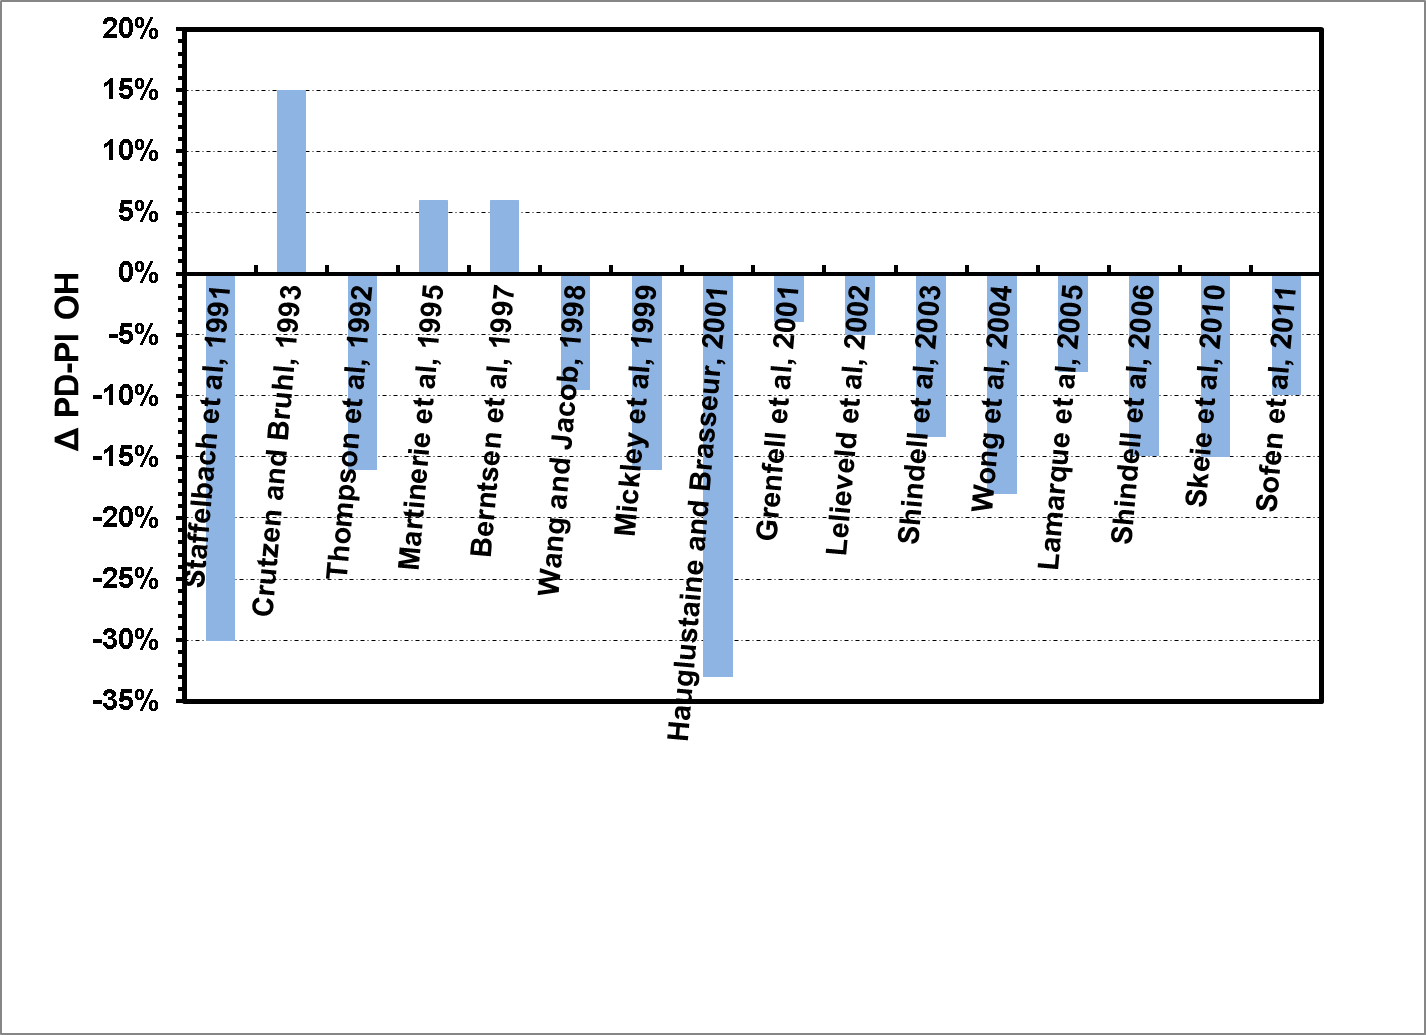 20%
15%
10%
5%
0%
-5%
-10%
-15%
-20%
-25%
-30%
-35%
Δ PD-PI OH
Staffelbach et al, 1991
Crutzen and Bruhl, 1993
Thompson et al, 1992
Martinerie et al, 1995
Berntsen et al, 1997
Wang and Jacob, 1998
Mickley et al, 1999
Hauglustaine and Brasseur, 2001
Grenfell et al, 2001
Lelieveld et al, 2002
Shindell et al, 2003
Wong et al, 2004
Lamarque et al, 2005
Shindell et al, 2006
Skeie et al, 2010
Sofen et al, 2011